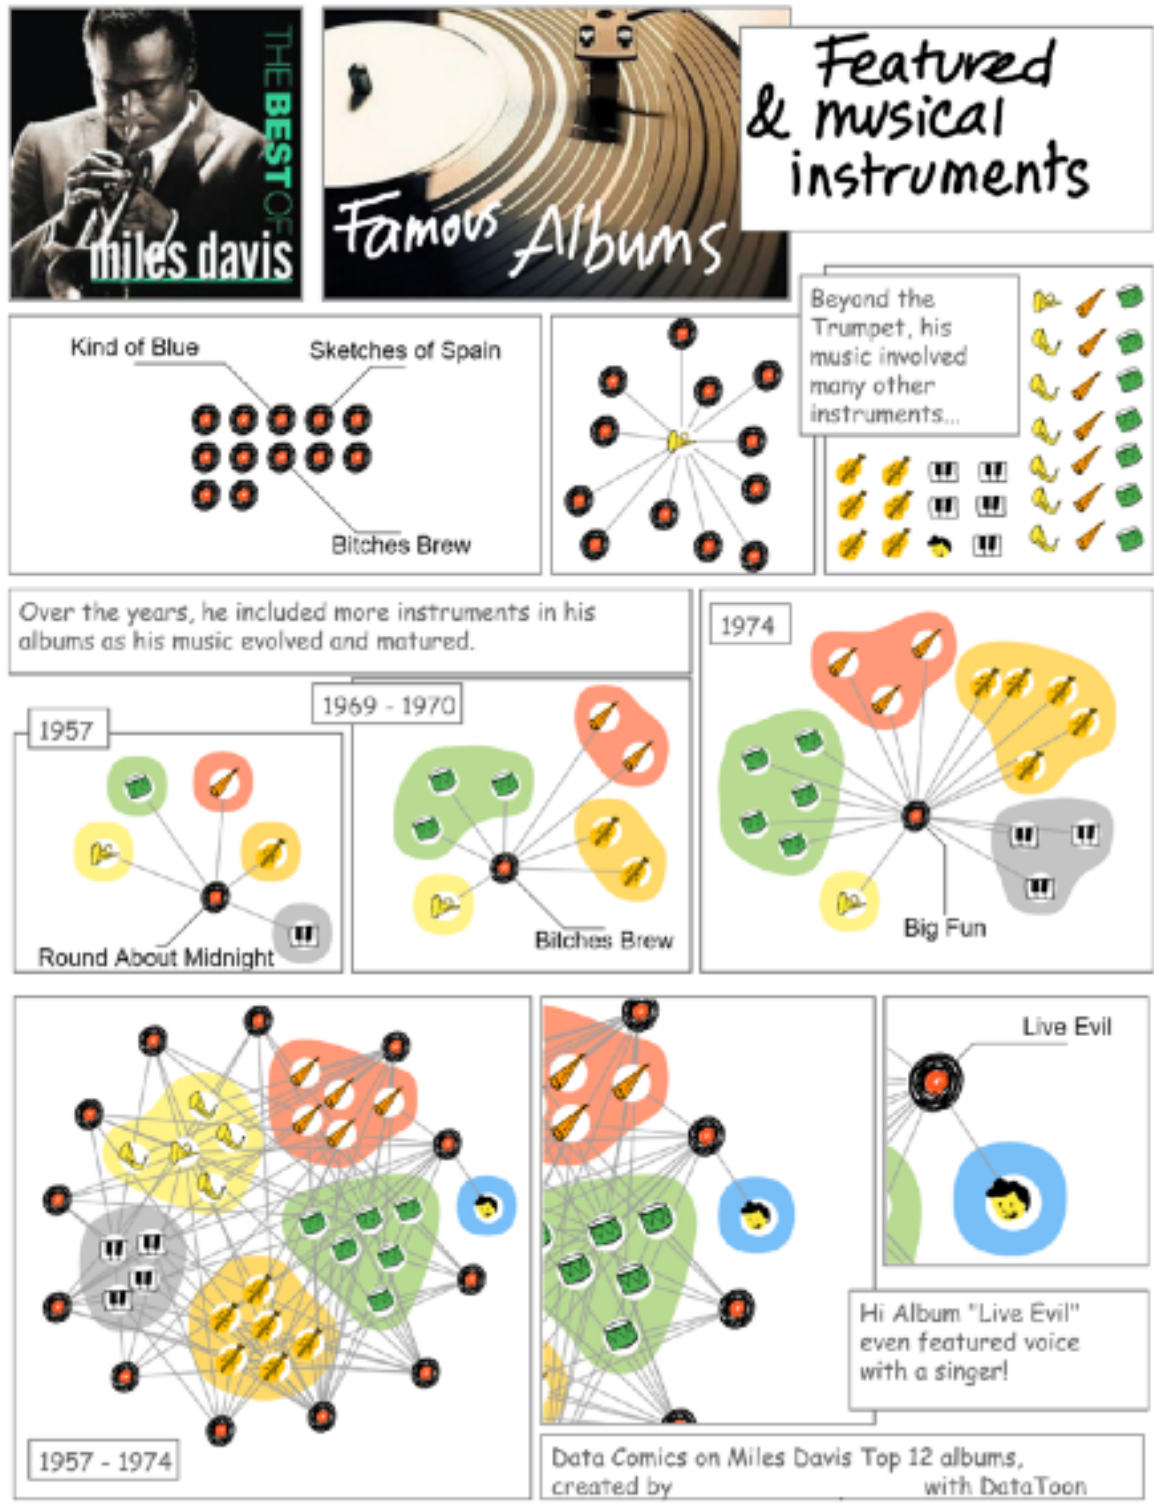 THE BEST OF
miles davis
Famous Albums
Featured
& musical
instruments
Kind of Blue
Sketches of Spain
Bitches Brew
Beyond the
Trumpet, his
music involved
many other
instruments...
Over the years, he included more instruments in his
albums as his music evolved and matured.
1957
Round About Midnight
1969 - 1970
Bitches Brew
1974
Big Fun
1957 - 1974
Live Evil
Hi Album "Live Evil"
even featured voice
with a singer!
Data Comics on Miles Davis Top 12 albums,
created by with DataToon